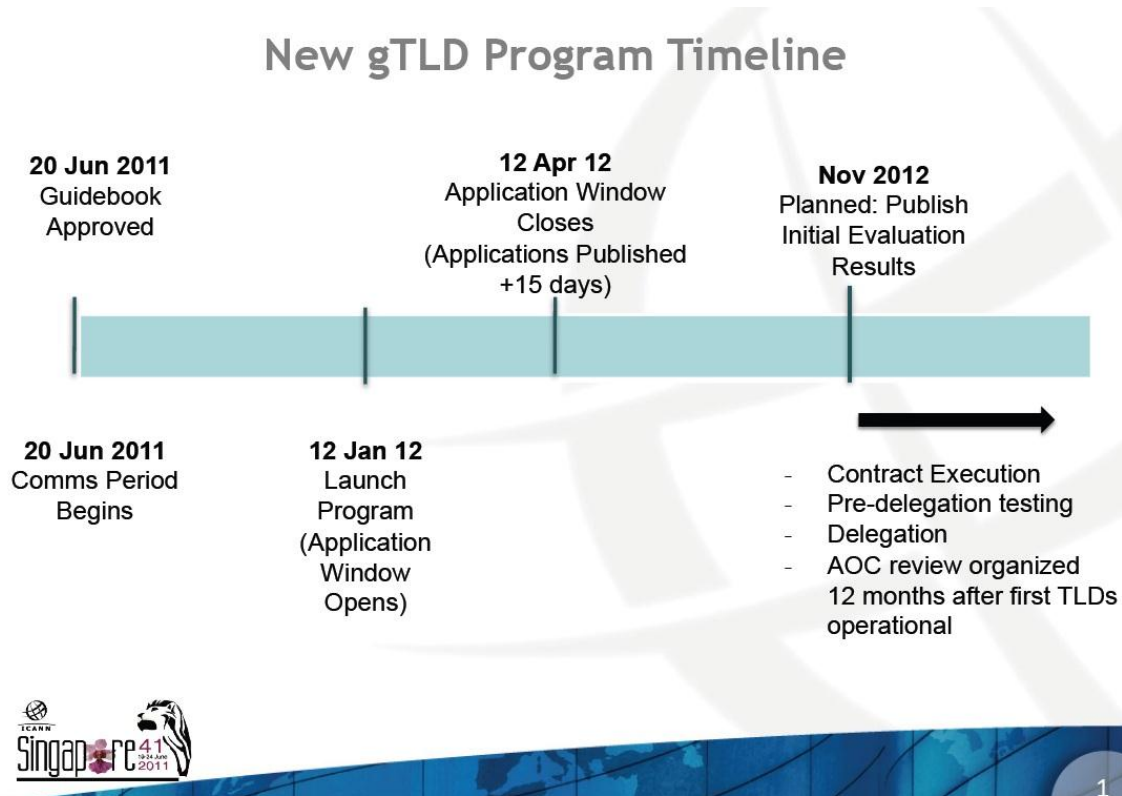 New gTLD Program Timeline
20 Jun 2011
Guidebook
Approved
12 Apr 12
Application Window
Closes
(Applications Published
+15 days)
Nov 2012
Planned: Publish
Initial Evaluation
Results
20 Jun 2011
Comms Period
Begins
12 Jan 12
Launch
Program
(Application
Window
Opens)
- Contract Execution
- Pre-delegation testing
- Delegation
- AOC review organized
12 months after first TLDs
operational
ICANN
Singapore 41
19-24 June
2011
1